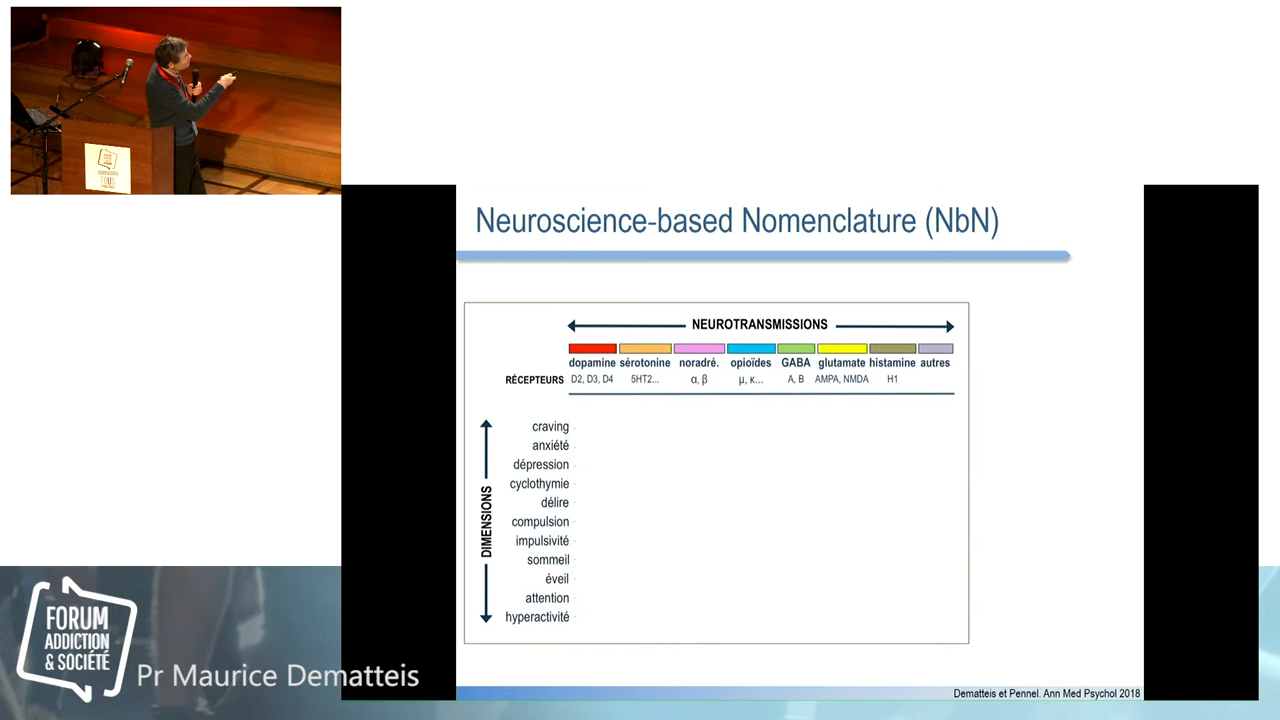 Neuroscience-based Nomenclature (NbN)
NEUROTRANSMISSIONS
dopamine sérotonine noradré. opioïdes GABA glutamate histamine autres
RÉCEPTEURS D2, D3, D4 5HT2... α, β µ, κ... A, B AMPA, NMDA H1
DIMENSIONS
craving
anxiété
dépression
cyclothymie
délire
compulsion
impulsivité
sommeil
éveil
attention
hyperactivité
Dematteis et Pennel. Ann Med Psychol 2018
FORUM
ADDICTION
& SOCIÉTÉ
Pr Maurice Dematteis
TOUS